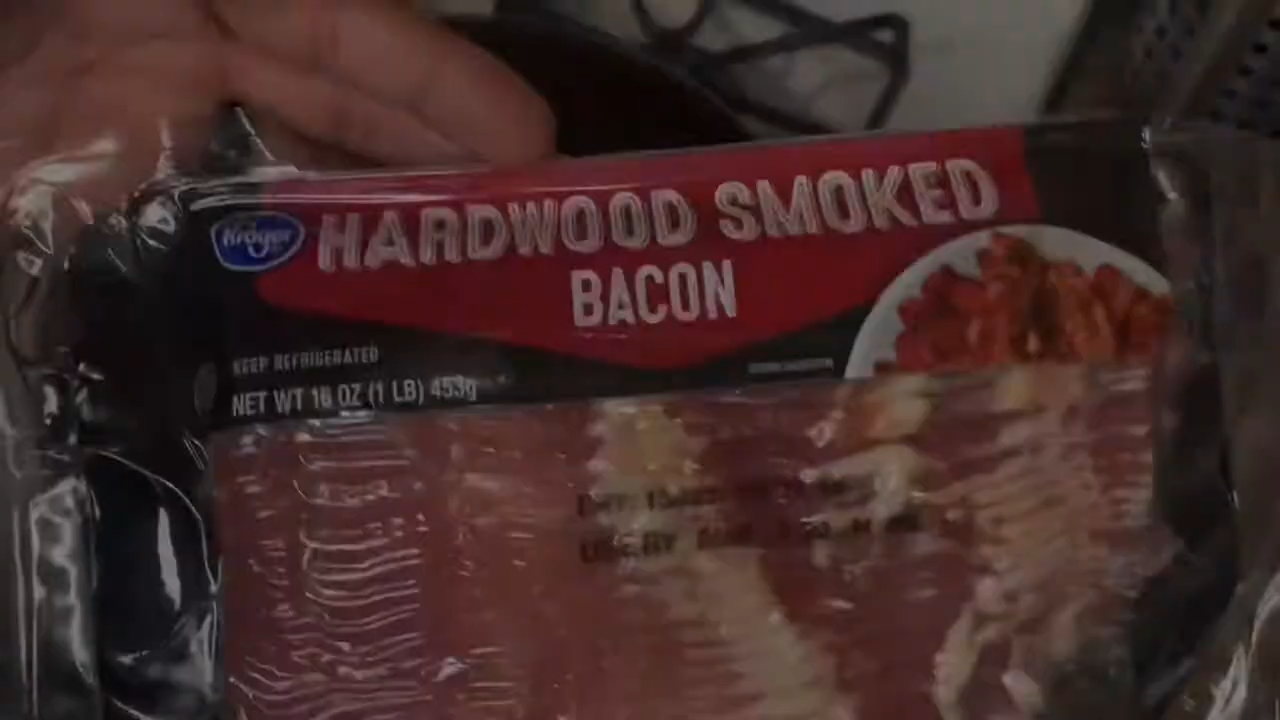 Kroger
HARDWOOD SMOKED
BACON
KEEP REFRIGERATED
NET WT 16 OZ (1 LB) 453g